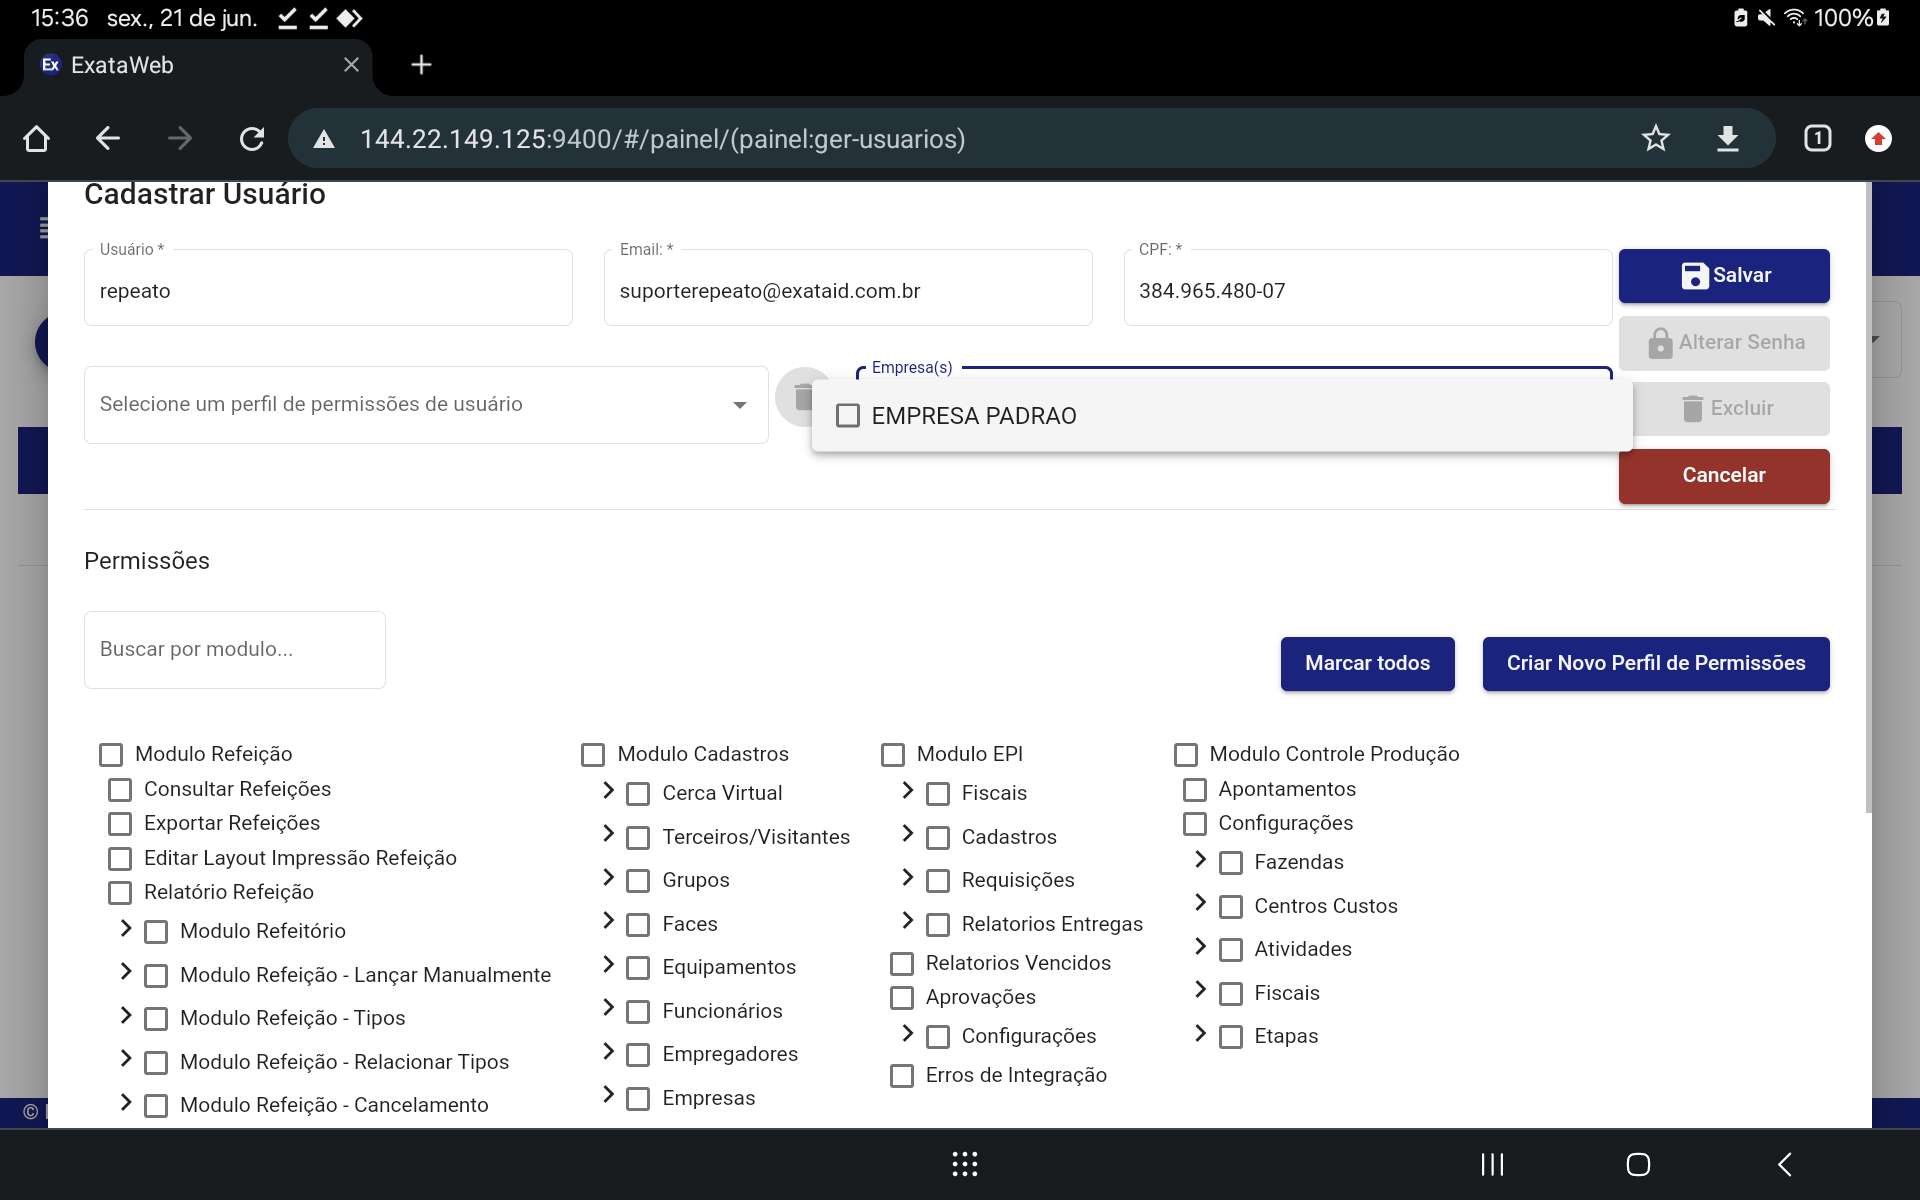 15:36 sex., 21 de jun. 100%
Ex ExataWeb
144.22.149.125:9400/#/painel/(painel:ger-usuarios) 1
Cadastrar Usuário
Usuário * Email: * CPF: *
repeato suporterepeato@exataid.com.br 384.965.480-07 Salvar
Alterar Senha
Empresa(s)
Selecione um perfil de permissões de usuário EMPRESA PADRAO Excluir
Cancelar
Permissões
Buscar por modulo... Marcar todos Criar Novo Perfil de Permissões
Modulo Refeição
Consultar Refeições
Exportar Refeições
Editar Layout Impressão Refeição
Relatório Refeição
Modulo Refeitório
Modulo Refeição - Lançar Manualmente
Modulo Refeição - Tipos
Modulo Refeição - Relacionar Tipos
Modulo Refeição - Cancelamento
Modulo Cadastros
Cerca Virtual
Terceiros/Visitantes
Grupos
Faces
Equipamentos
Funcionários
Empregadores
Empresas
Modulo EPI
Fiscais
Cadastros
Requisições
Relatorios Entregas
Relatorios Vencidos
Aprovações
Configurações
Erros de Integração
Modulo Controle Produção
Apontamentos
Configurações
Fazendas
Centros Custos
Atividades
Fiscais
Etapas
©